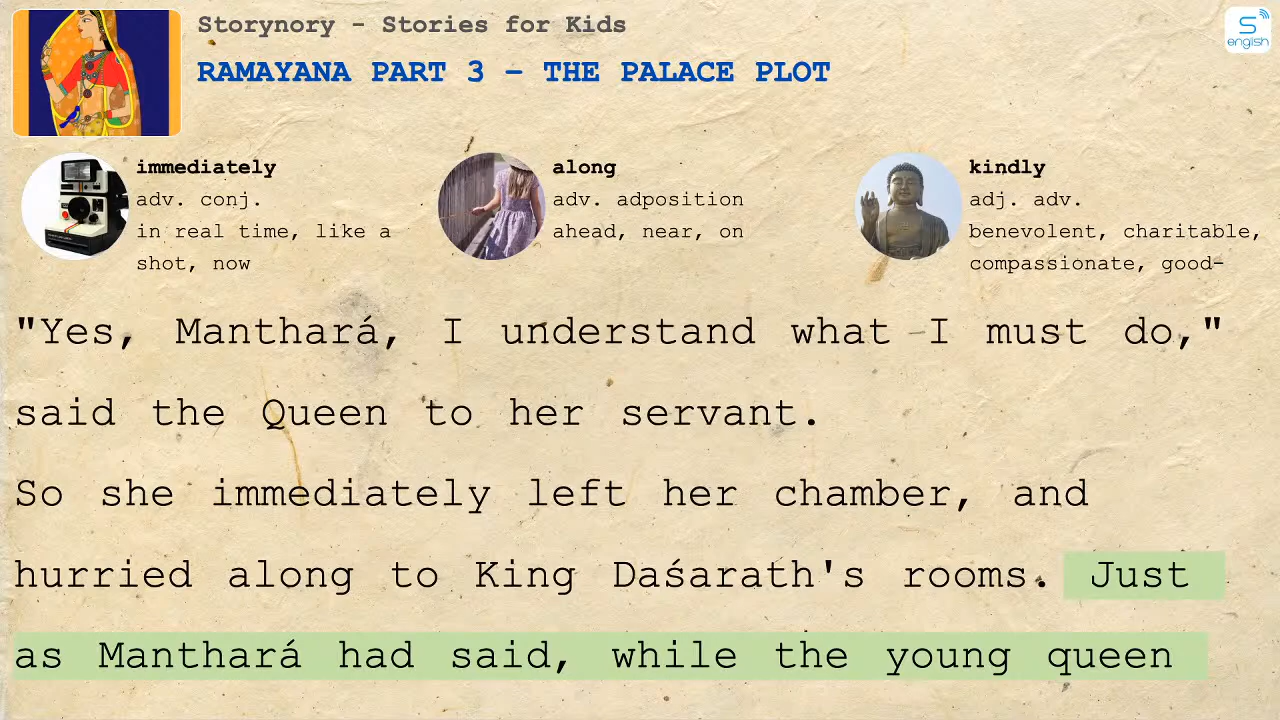 Storynory - Stories for Kids
RAMAYANA PART 3 – THE PALACE PLOT
S
english
immediately
adv. conj.
in real time, like a
shot, now
along
adv. adposition
ahead, near, on
kindly
adj. adv.
benevolent, charitable,
compassionate, good-
"Yes, Mantharά, I understand what I must do,"
said the Queen to her servant.
So she immediately left her chamber, and
hurried along to King Daśarath's rooms. Just
as Manthará had said, while the young queen